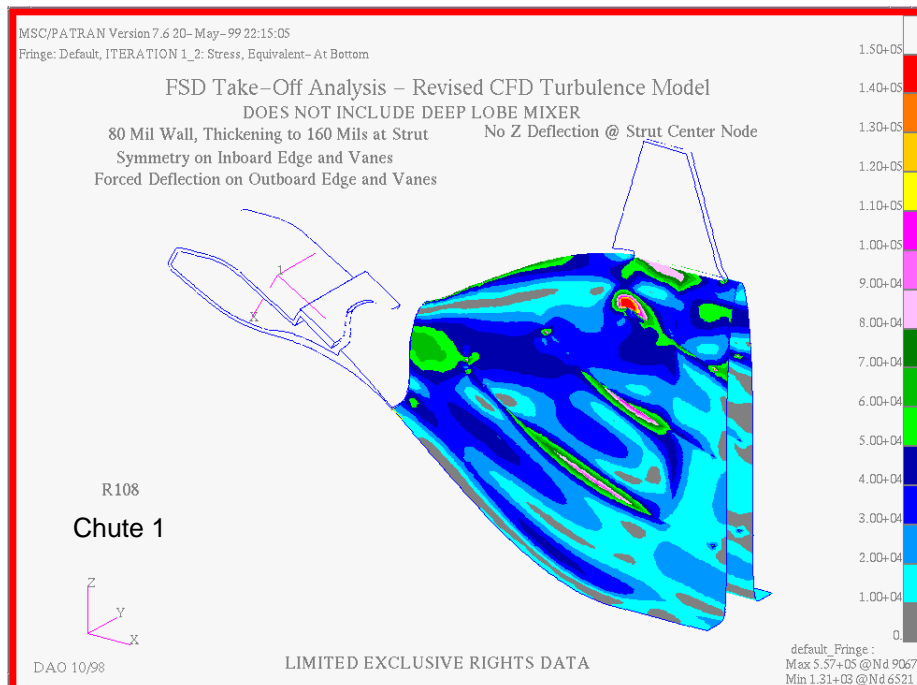 MSC/PATRAN Version 7.6 20-May-99 22:15:05
Fringe: Default, ITERATION 1_2: Stress, Equivalent-At Bottom
FSD Take-Off Analysis - Revised CFD Turbulence Model
DOES NOT INCLUDE DEEP LOBE MIXER
80 Mil Wall, Thickening to 160 Mils at Strut
No Z Deflection @ Strut Center Node
Symmetry on Inboard Edge and Vanes
Forced Deflection on Outboard Edge and Vanes
1.50+05
1.40+05
1.30+05
1.20+05
1.10+05
1.00+05
9.00+04
8.00+04
7.00+04
6.00+04
5.00+04
4.00+04
3.00+04
2.00+04
1.00+04
0.
1
X
R108
Chute 1
Z
Y
X
DAO 10/98
LIMITED EXCLUSIVE RIGHTS DATA
default_Fringe :
Max 5.57+05 @Nd 9067
Min 1.31+03 @Nd 6521